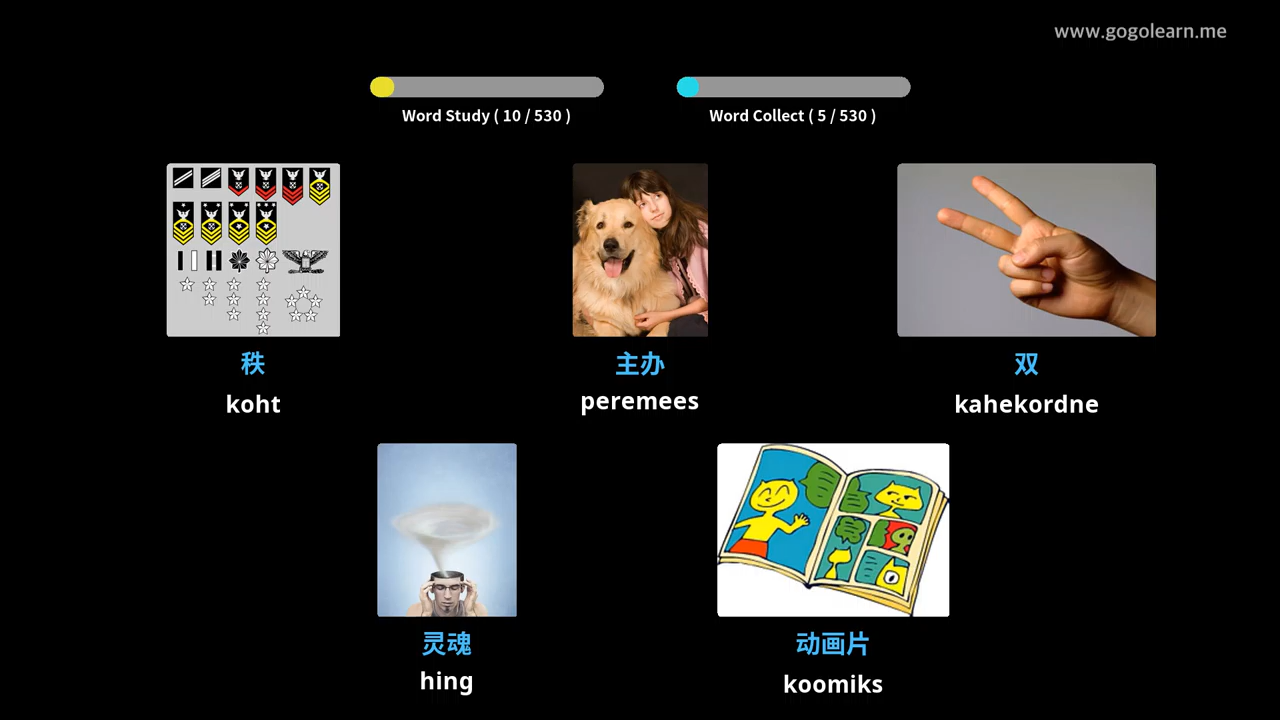 www.gogolearn.me
Word Study ( 10 / 530 )
Word Collect ( 5 / 530 )
秩
koht
主办
peremees
双
kahekordne
灵魂
hing
动画片
koomiks